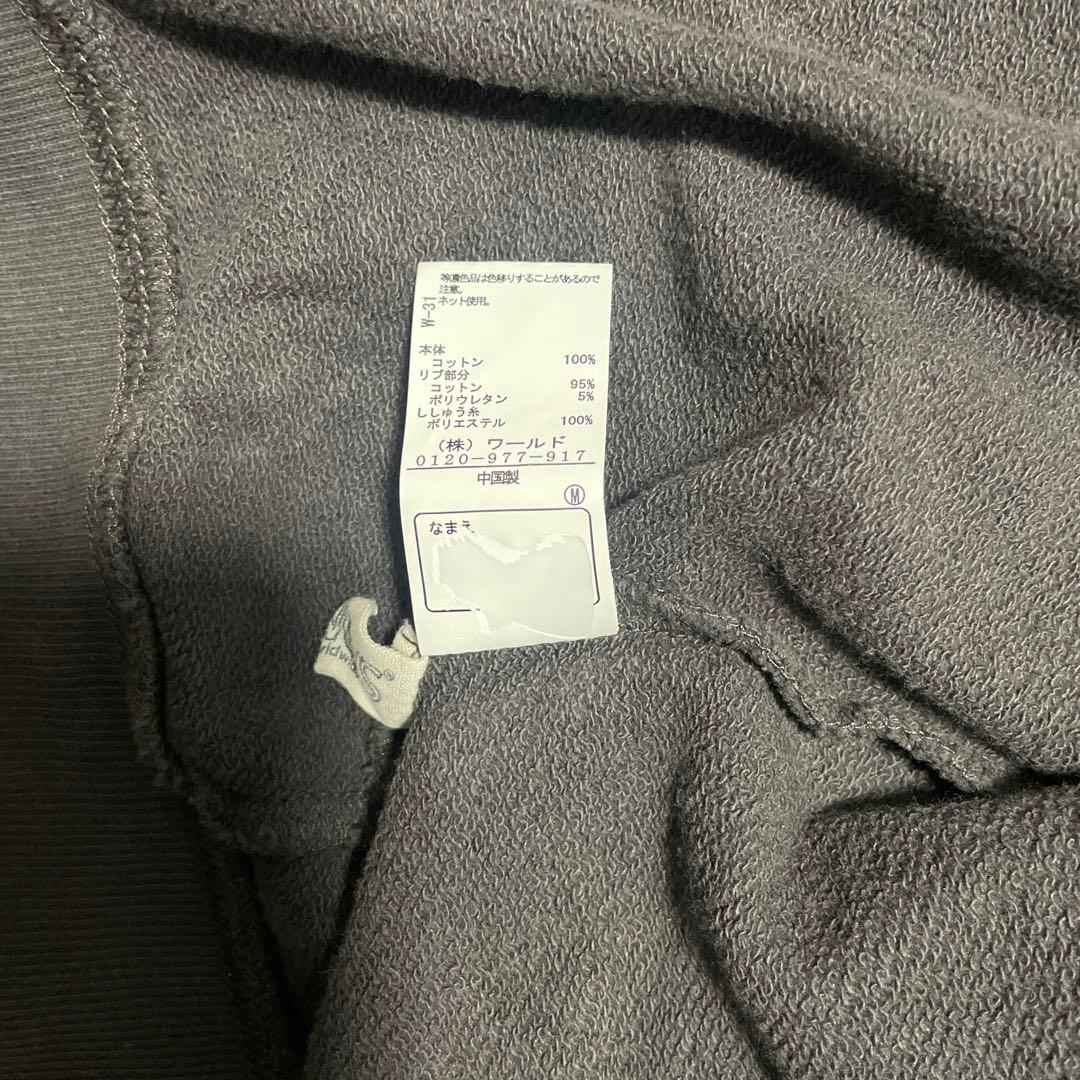 等濃色品は色移りすることがあるので
注意。
ネット使用。
W-31
本体
コットン 100%
リブ部分
コットン 95%
ポリウレタン 5%
ししゅう糸
ポリエステル 100%
(株) ワールド
0120-977-917
中国製
M
なまえ